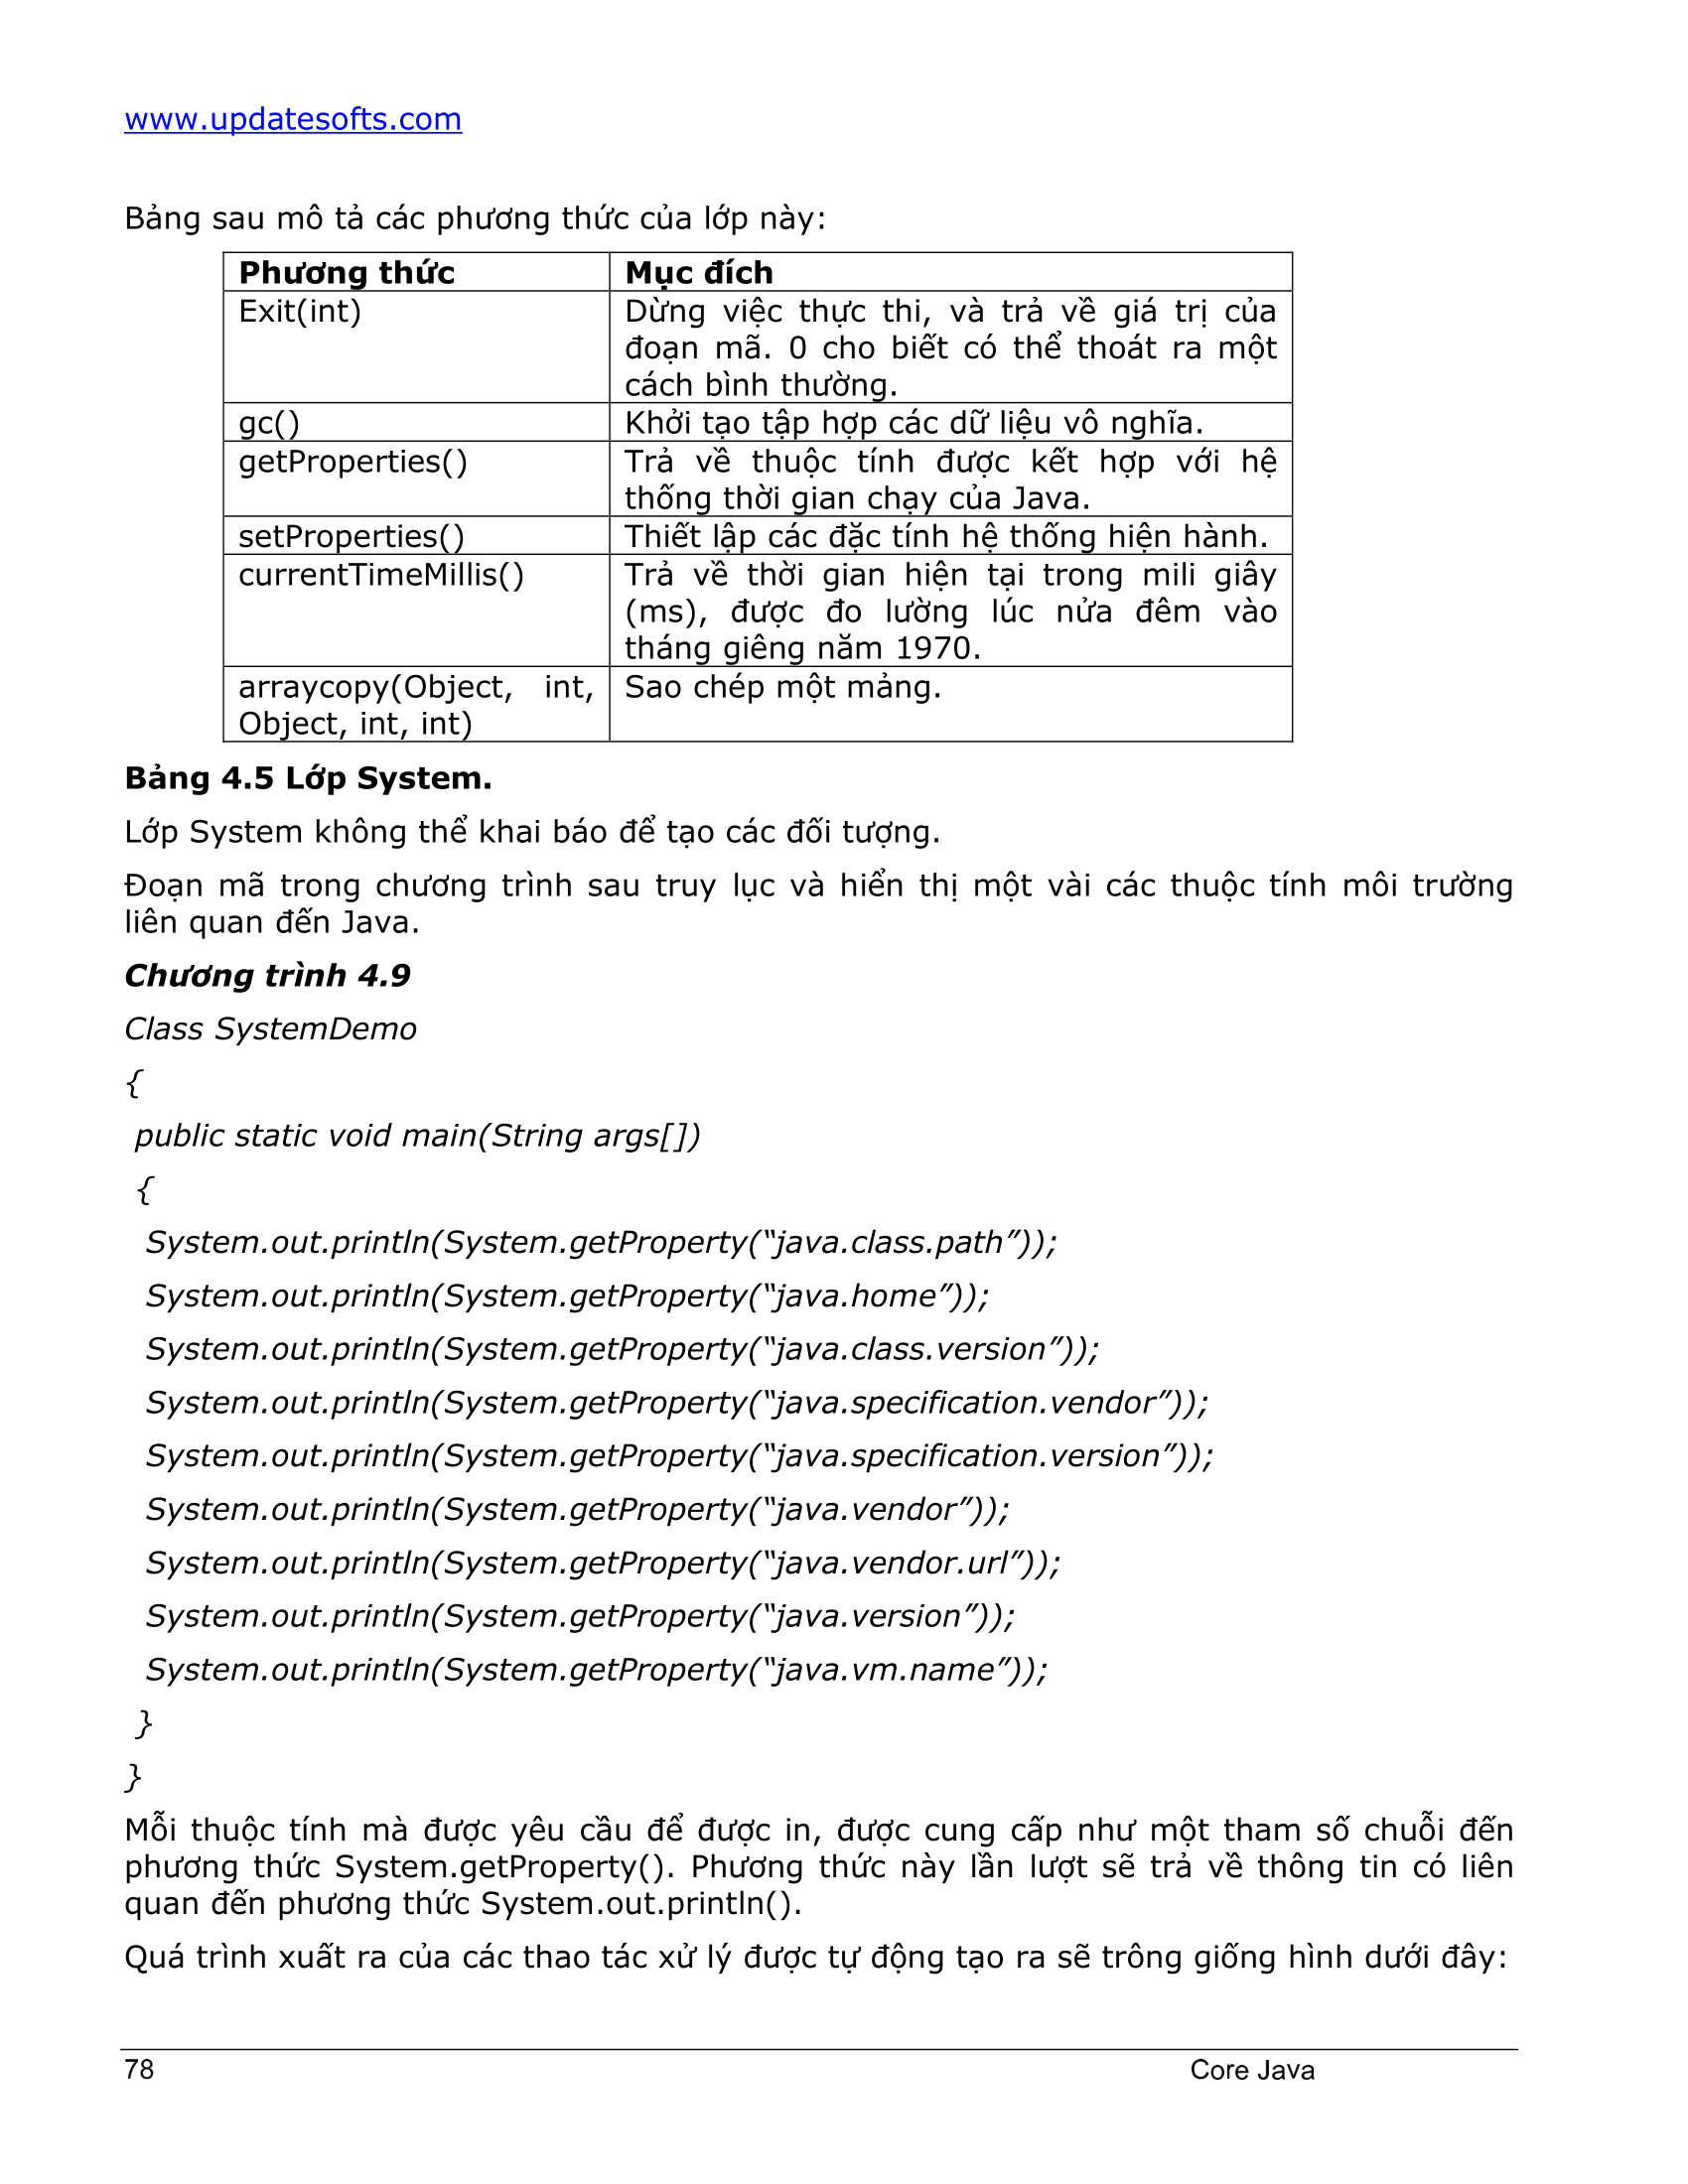 www.updatesofts.com
Bảng sau mô tả các phương thức của lớp này:
Phương thức
Mục đích
Exit(int)
Dừng việc thực thi, và trả về giá trị của
đoạn mã. 0 cho biết có thể thoát ra một
cách bình thường.
gc()
Khởi tạo tập hợp các dữ liệu vô nghĩa.
getProperties()
Trả về thuộc tính được kết hợp với hệ
thống thời gian chạy của Java.
setProperties()
Thiết lập các đặc tính hệ thống hiện hành.
currentTimeMillis()
Trả về thời gian hiện tại trong mili giây
(ms), được đo lường lúc nửa đêm vào
tháng giêng năm 1970.
arraycopy(Object, int,
Object, int, int)
Sao chép một mảng.
Bảng 4.5 Lớp System.
Lớp System không thể khai báo để tạo các đối tượng.
Đoạn mã trong chương trình sau truy lục và hiển thị một vài các thuộc tính môi trường
liên quan đến Java.
Chương trình 4.9
Class SystemDemo
{
public static void main(String args[])
{
System.out.println(System.getProperty(“java.class.path”));
System.out.println(System.getProperty(“java.home”));
System.out.println(System.getProperty(“java.class.version”));
System.out.println(System.getProperty(“java.specification.vendor”));
System.out.println(System.getProperty(“java.specification.version”));
System.out.println(System.getProperty(“java.vendor”));
System.out.println(System.getProperty(“java.vendor.url”));
System.out.println(System.getProperty(“java.version”));
System.out.println(System.getProperty(“java.vm.name”));
}
}
Mỗi thuộc tính mà được yêu cầu để được in, được cung cấp như một tham số chuỗi đến
phương thức System.getProperty(). Phương thức này lần lượt sẽ trả về thông tin có liên
quan đến phương thức System.out.println().
Quá trình xuất ra của các thao tác xử lý được tự động tạo ra sẽ trông giống hình dưới đây:
78
Core Java